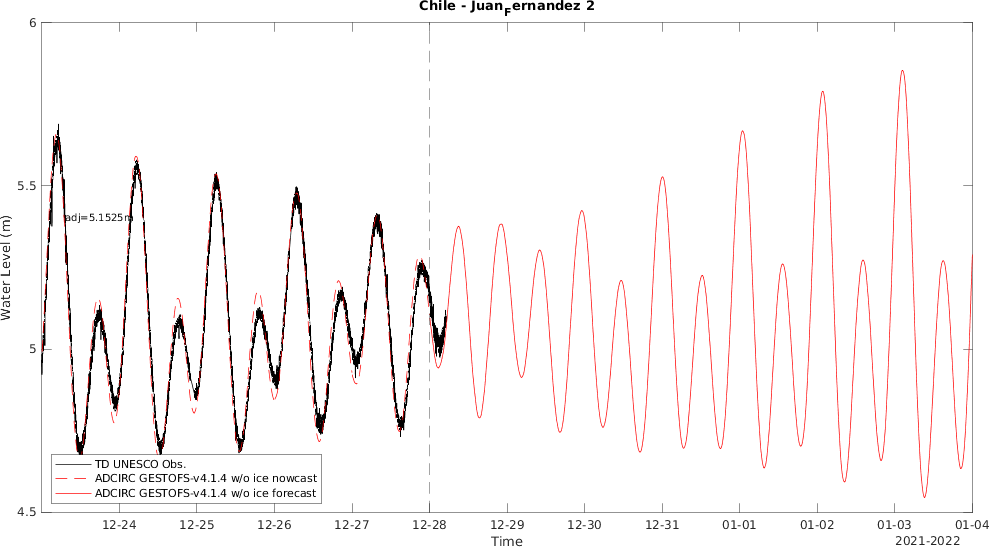 Chile - Juan_Fernandez 2
6
5.5
5
4.5
Water Level (m)
adj=5.1525m
TD UNESCO Obs.
ADCIRC GESTOFS-v4.1.4 w/o ice nowcast
ADCIRC GESTOFS-v4.1.4 w/o ice forecast
12-24 12-25 12-26 12-27 12-28 12-29 12-30 12-31 01-01 01-02 01-03 01-04
Time
2021-2022